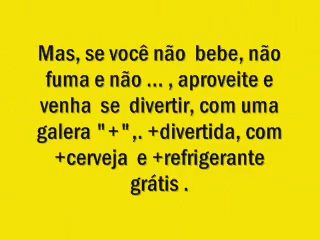 Mas, se você não  bebe, não
fuma e não ... , aproveite e
venha  se  divertir, com uma
galera "+",. +divertida, com
+cerveja  e +refrigerante
grátis .